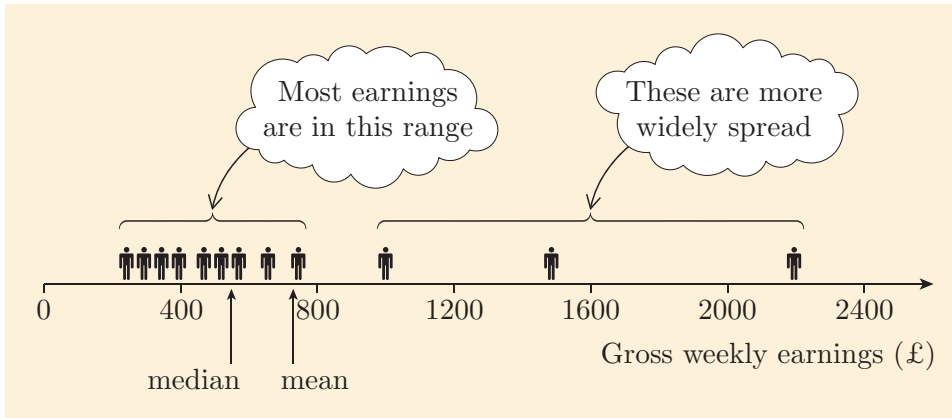 Most earnings
are in this range
These are more
widely spread
0
400
800
1200
1600
2000
2400
Gross weekly earnings (£)
median
mean